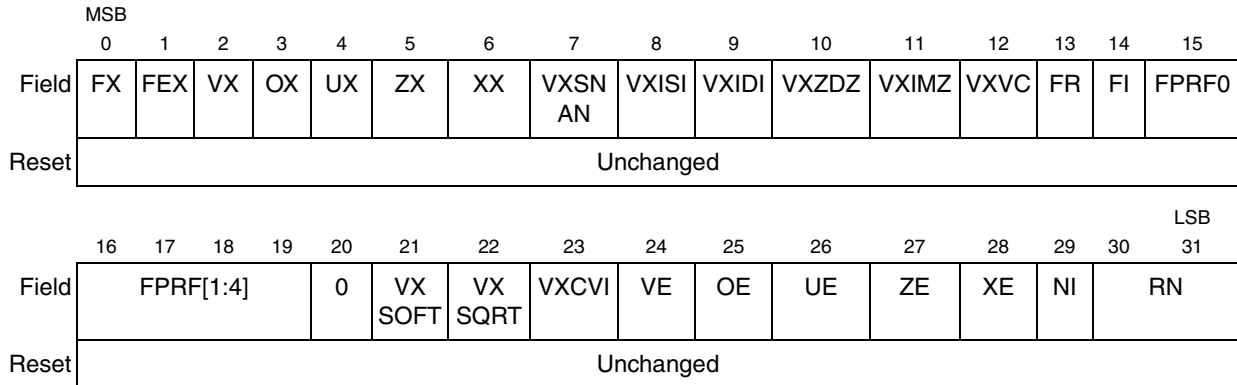 MSB
0 1 2 3 4 5 6 7 8 9 10 11 12 13 14 15
Field FX FEX VX OX UX ZX XX VXSN AN VXISI VXIDI VXZDZ VXIMZ VXVC FR FI FPRF0
Reset Unchanged
LSB
16 17 18 19 20 21 22 23 24 25 26 27 28 29 30 31
Field FPRF[1:4] 0 VX SOFT VX SQRT VXCVI VE OE UE ZE XE NI RN
Reset Unchanged